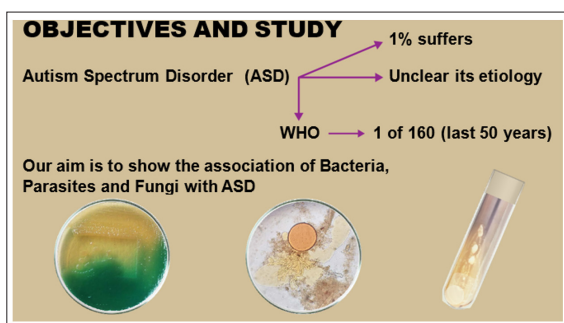 OBJECTIVES AND STUDY
1% suffers
Autism Spectrum Disorder (ASD)
Unclear its etiology
WHO
1 of 160 (last 50 years)
Our aim is to show the association of Bacteria,
Parasites and Fungi with ASD